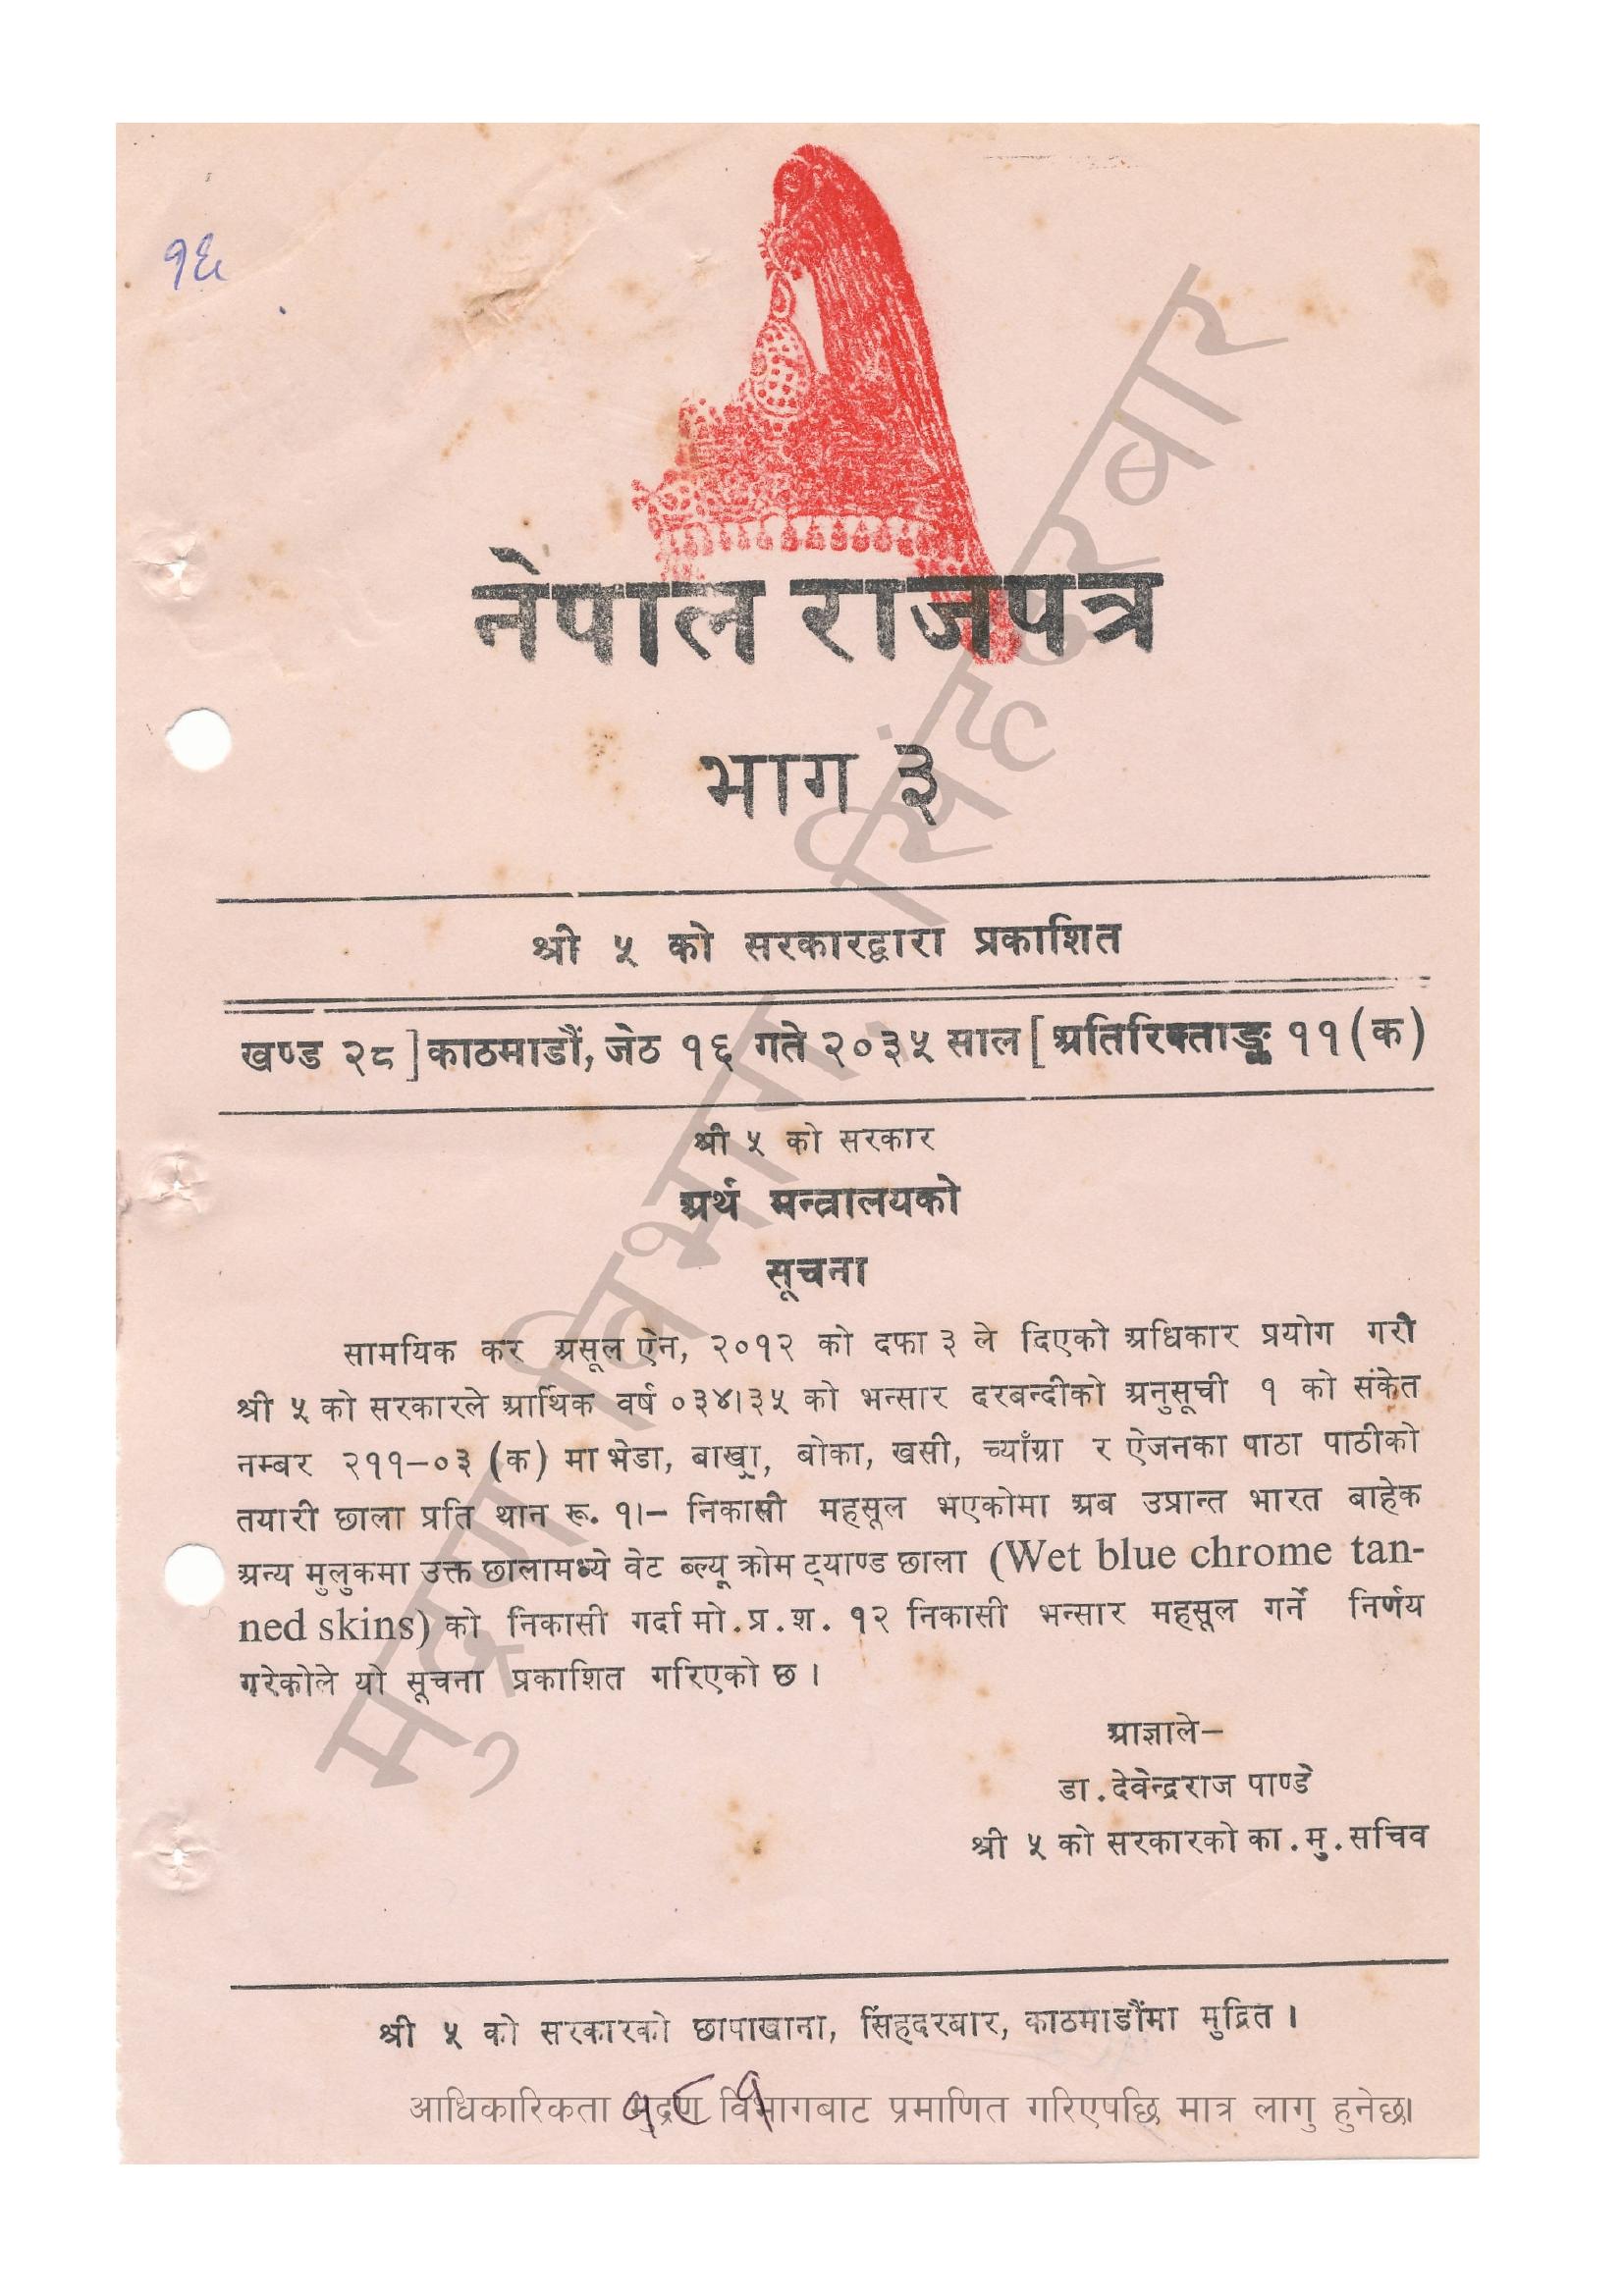 १६
नेपाल राजपत्र
भाग ३
श्री ५ को सरकारद्वारा प्रकाशित
खण्ड २८] काठमाडौं, जेठ १६ गते २०३५ साल [ अतिरिक्ताङ्क ११ (क)
श्री ५ को सरकार
अर्थ मन्त्रालयको
सूचना
सामयिक कर असूल ऐन, २०१२ को दफा ३ ले दिएको अधिकार प्रयोग गरी
श्री ५ को सरकारले आर्थिक वर्ष ०३४।३५ को भन्सार दरबन्दीको अनुसूची १ को संकेत
नम्बर २११-०३ (क) मा भेडा, बाख्रा, बोका, खसी, च्याँग्रा र ऐजनका पाठा पाठीको
तयारी छाला प्रति थान रू. १।- निकासी महसूल भएकोमा अब उप्रान्त भारत बाहेक
अन्य मुलुकमा उक्त छालामध्ये वेट ब्ल्यू क्रोम ट्याण्ड छाला (Wet blue chrome tan-
ned skins) को निकासी गर्दा मो.प्र.श. १२ निकासी भन्सार महसूल गर्ने निर्णय
गरेकोले यो सूचना प्रकाशित गरिएको छ ।
आज्ञाले-
डा. देवेन्द्रराज पाण्डे
श्री ५ को सरकारको का.मु. सचिव
श्री ५ को सरकारको छापाखाना, सिंहदरबार, काठमाडौंमा मुद्रित ।
आधिकारिकता मुद्रण विभागबाट प्रमाणित गरिएपछि मात्र लागु हुनेछ।
मुद्रण विभाग, सिंहदरबार